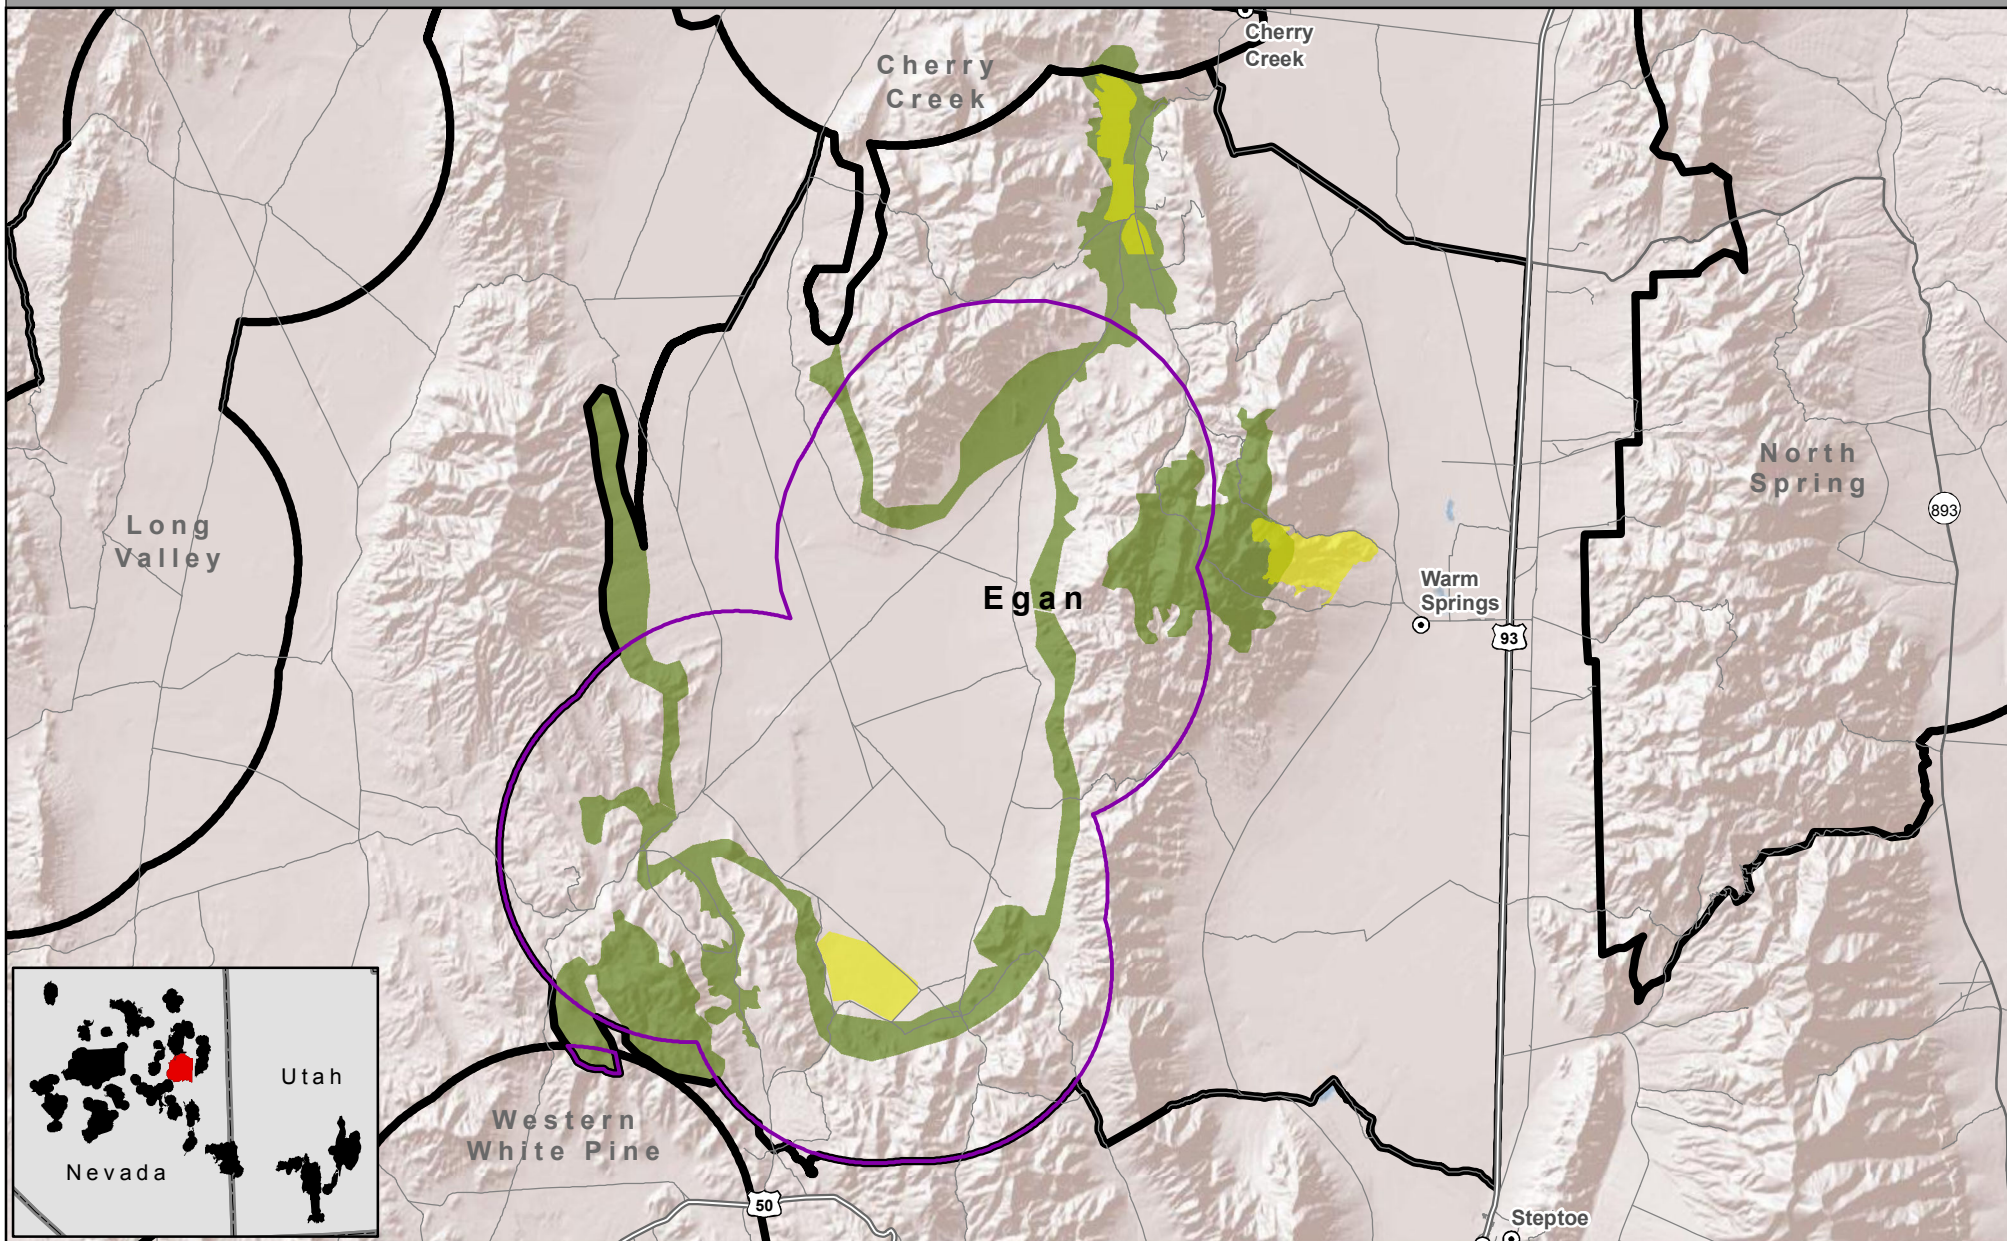 Cherry
Creek
Cherry
Creek
North
Spring
893
Long
Valley
Egan
Warm
Springs
93
Utah
Nevada
Western
White Pine
50
Steptoe